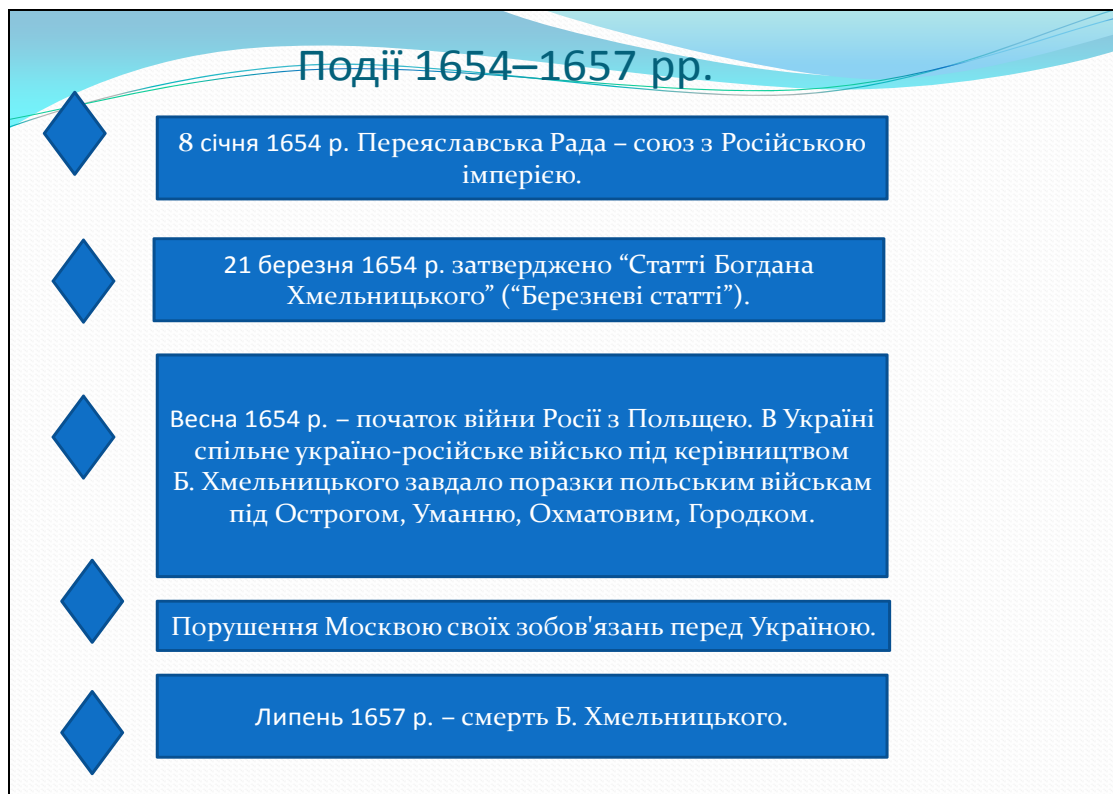 Події 1654–1657 рр.
8 січня 1654 р. Переяславська Рада – союз з Російською
імперією.
21 березня 1654 р. затверджено “Статті Богдана
Хмельницького” (“Березневі статті”).
Весна 1654 р. – початок війни Росії з Польщею. В Україні
спільне україно-російське військо під керівництвом
Б. Хмельницького завдало поразки польським військам
під Острогом, Уманню, Охматовим, Городком.
Порушення Москвою своїх зобов'язань перед Україною.
Липень 1657 р. – смерть Б. Хмельницького.